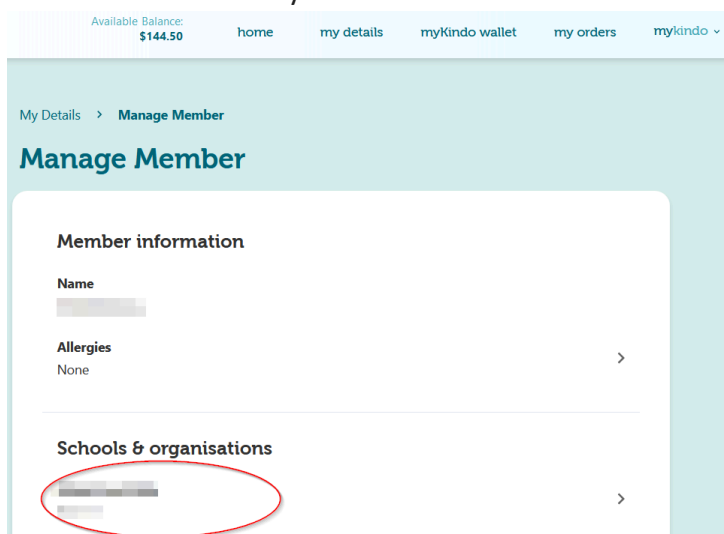 Available Balance:
$144.50 home my details myKindo wallet my orders mykindo
My Details > Manage Member
Manage Member
Member information
Name
Allergies
None
Schools & organisations